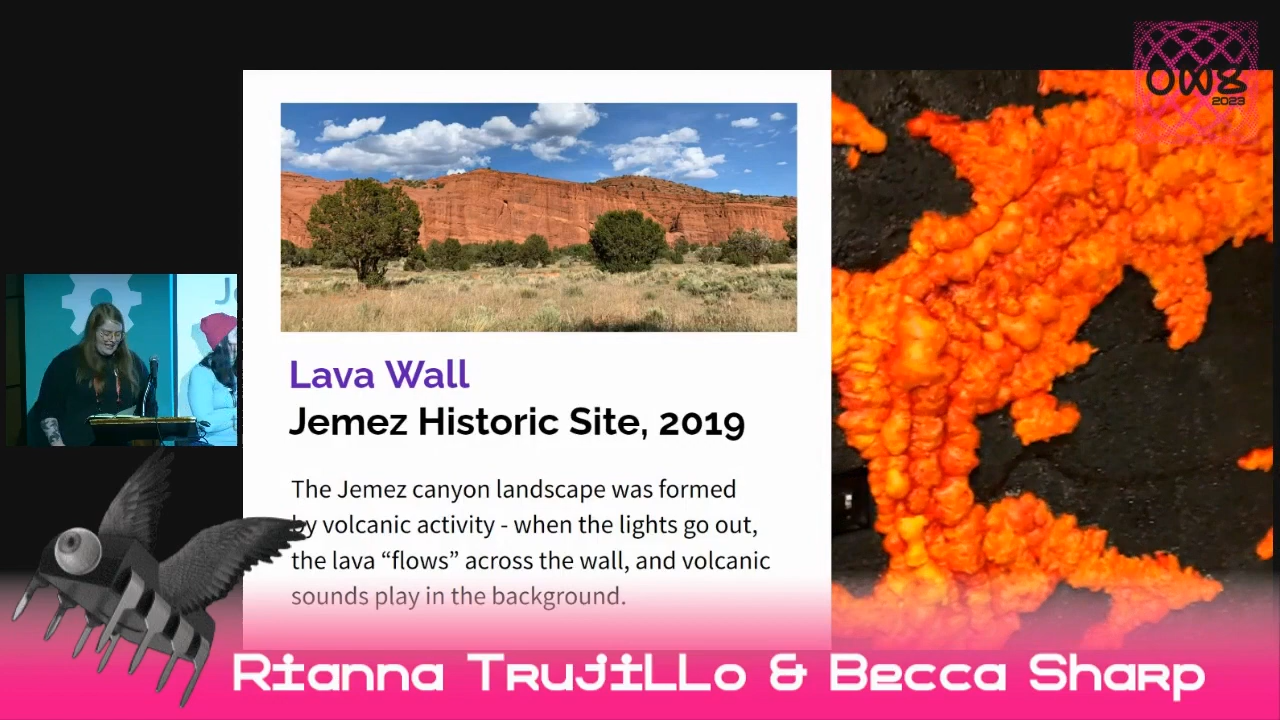 OW8
2023
Lava Wall
Jemez Historic Site, 2019
The Jemez canyon landscape was formed
by volcanic activity - when the lights go out,
the lava “flows” across the wall, and volcanic
sounds play in the background.
Rianna Trujillo & Becca Sharp